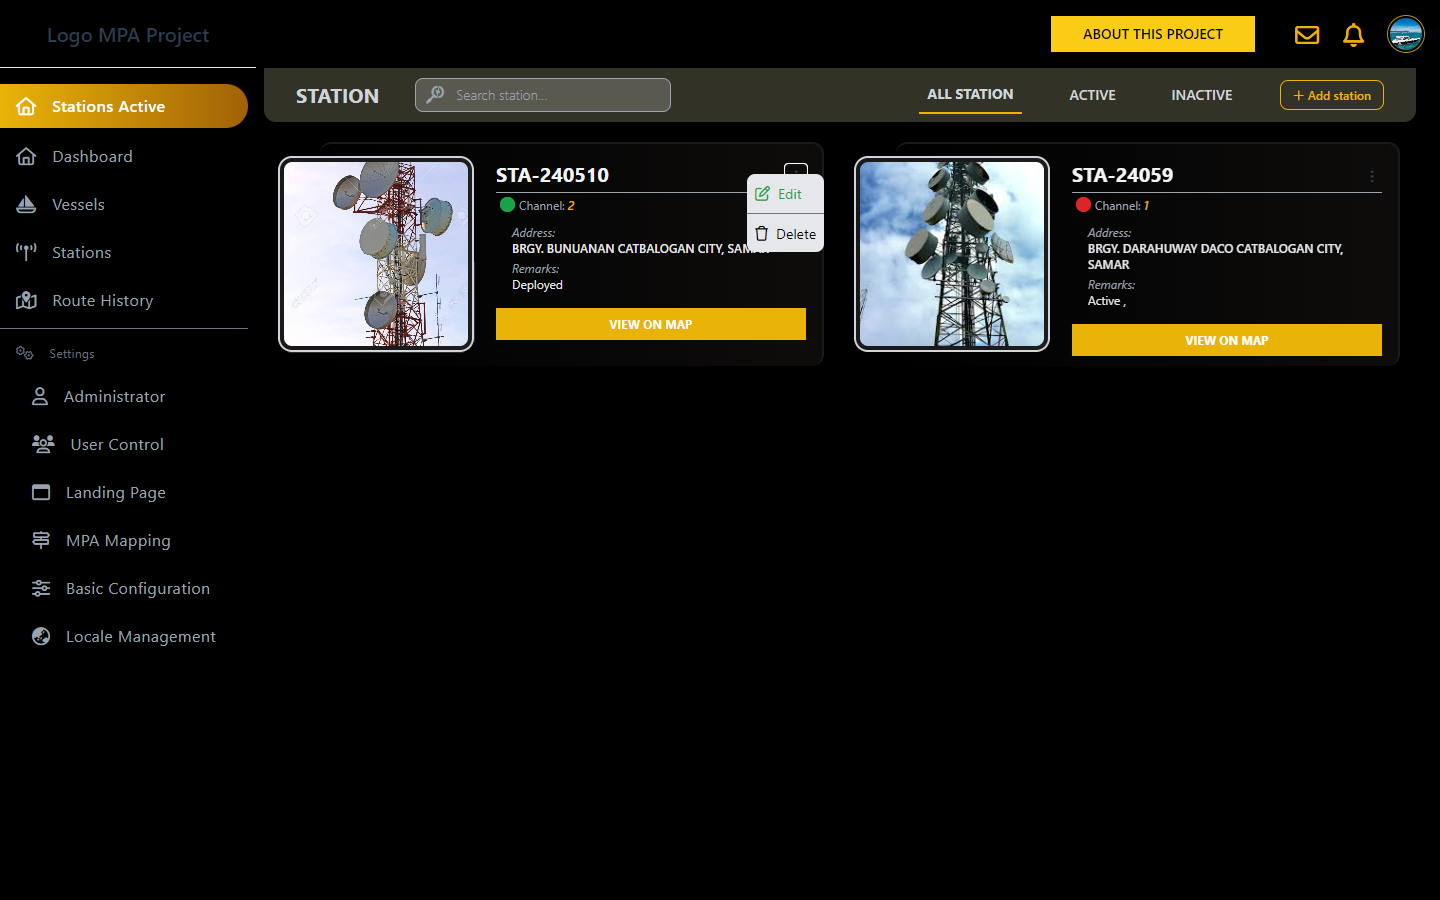 Logo MPA Project
ABOUT THIS PROJECT
Stations Active
Dashboard
Vessels
Stations
Route History
Settings
Administrator
User Control
Landing Page
MPA Mapping
Basic Configuration
Locale Management
STATION
Search station...
ALL STATION
ACTIVE
INACTIVE
+ Add station
STA-240510
Channel: 2
Address:
BRGY. BUNUANAN CATBALOGAN CITY,
Remarks:
Deployed
VIEW ON MAP
Edit
Delete
STA-24059
Channel: 1
Address:
BRGY. DARAHUWAY DACO CATBALOGAN CITY,
SAMAR
Remarks:
Active ,
VIEW ON MAP